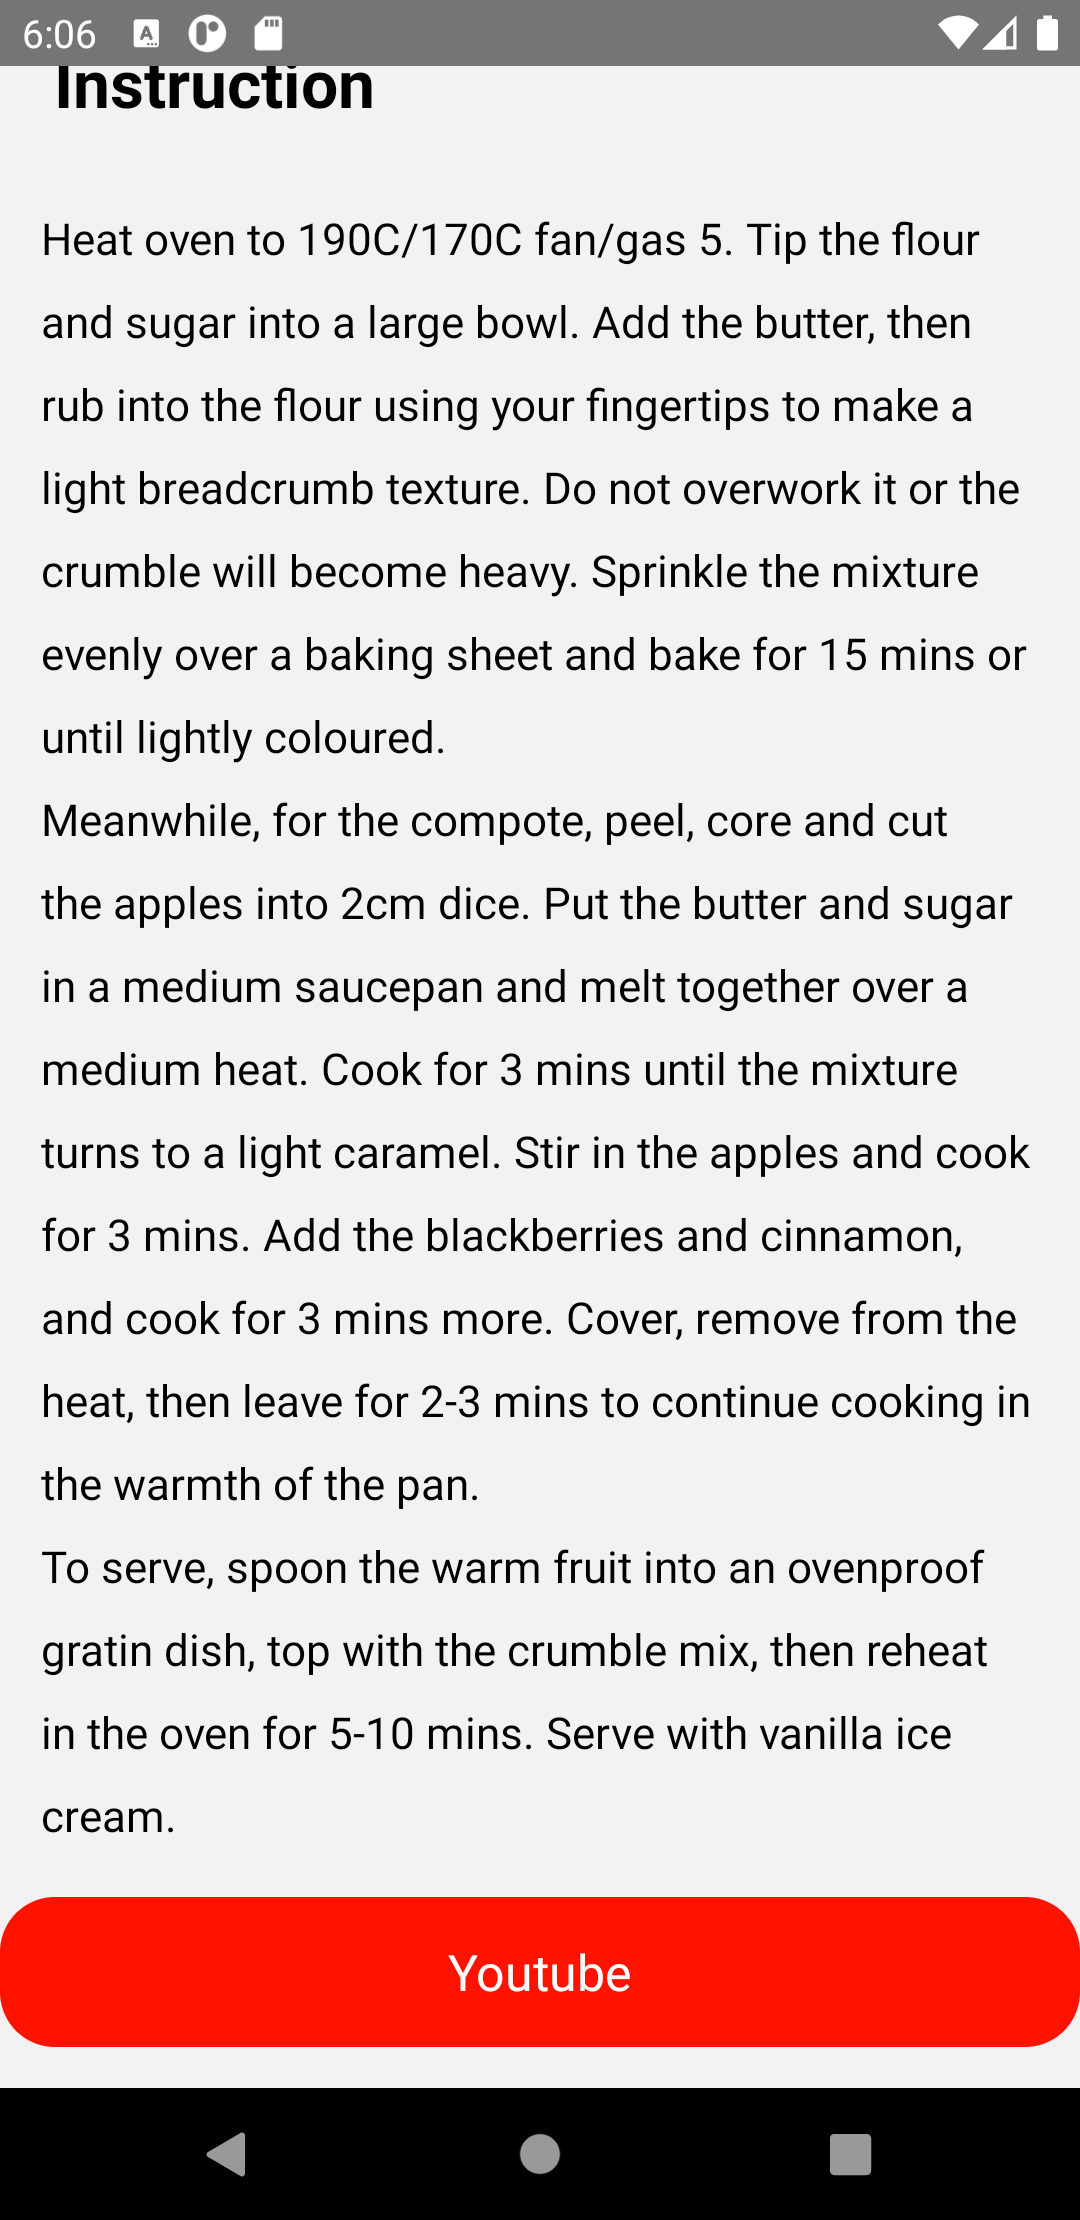 6:06
Instruction
Heat oven to 190C/170C fan/gas 5. Tip the flour
and sugar into a large bowl. Add the butter, then
rub into the flour using your fingertips to make a
light breadcrumb texture. Do not overwork it or the
crumble will become heavy. Sprinkle the mixture
evenly over a baking sheet and bake for 15 mins or
until lightly coloured.
Meanwhile, for the compote, peel, core and cut
the apples into 2cm dice. Put the butter and sugar
in a medium saucepan and melt together over a
medium heat. Cook for 3 mins until the mixture
turns to a light caramel. Stir in the apples and cook
for 3 mins. Add the blackberries and cinnamon,
and cook for 3 mins more. Cover, remove from the
heat, then leave for 2-3 mins to continue cooking in
the warmth of the pan.
To serve, spoon the warm fruit into an ovenproof
gratin dish, top with the crumble mix, then reheat
in the oven for 5-10 mins. Serve with vanilla ice
cream.
Youtube